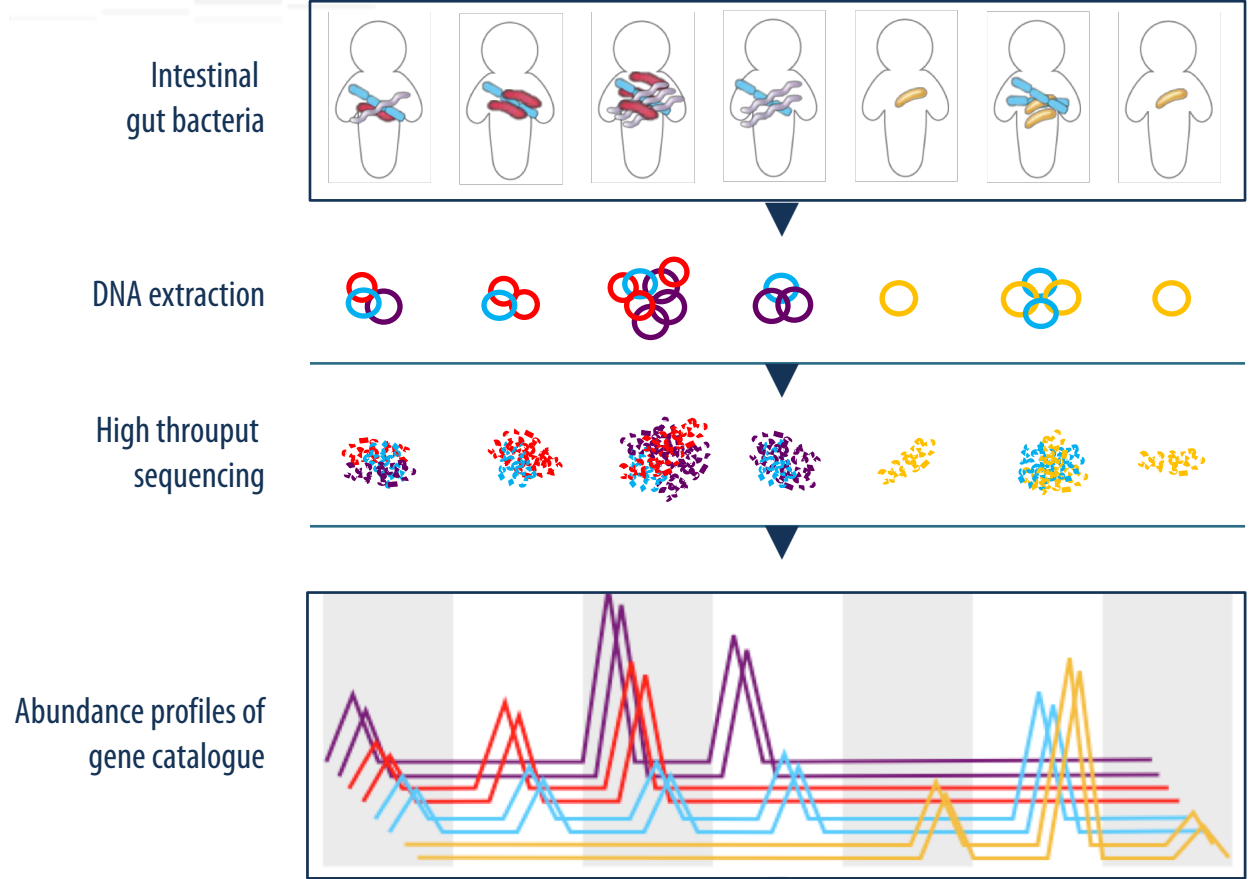 Intestinal
gut bacteria
DNA extraction
High throuput
sequencing
Abundance profiles of
gene catalogue